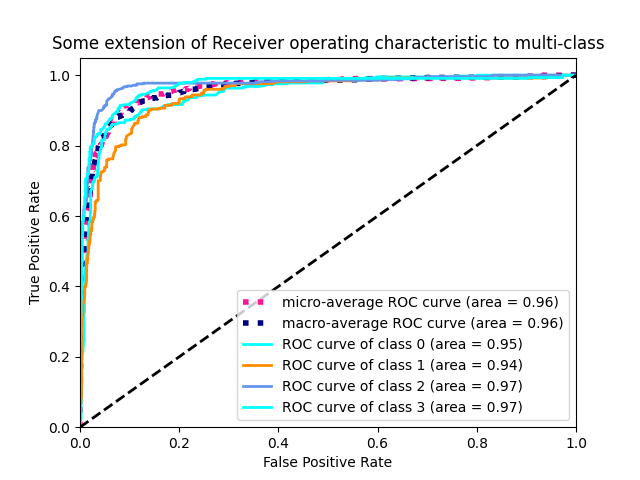 Some extension of Receiver operating characteristic to multi-class
1.0
0.8
0.6
0.4
0.2
0.0
True Positive Rate
micro-average ROC curve (area = 0.96)
macro-average ROC curve (area = 0.96)
ROC curve of class 0 (area = 0.95)
ROC curve of class 1 (area = 0.94)
ROC curve of class 2 (area = 0.97)
ROC curve of class 3 (area = 0.97)
0.0 0.2 0.4 0.6 0.8 1.0
False Positive Rate